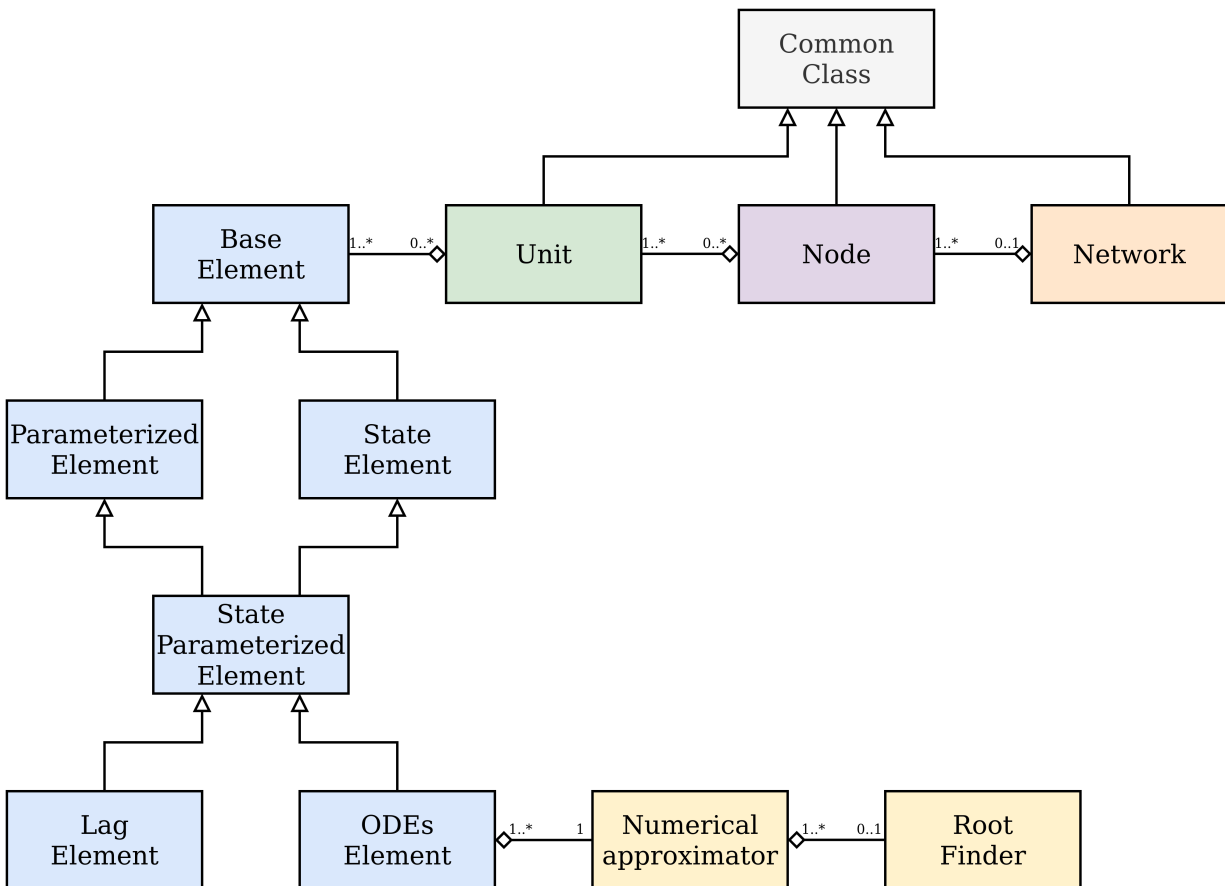 Common
Class
Base
Element
1..*
0..*
Unit
1..*
0..*
Node
1..*
0..1
Network
Parameterized
Element
State
Element
State
Parameterized
Element
Lag
Element
ODEs
Element
1..*
1
Numerical
approximator
1..*
0..1
Root
Finder